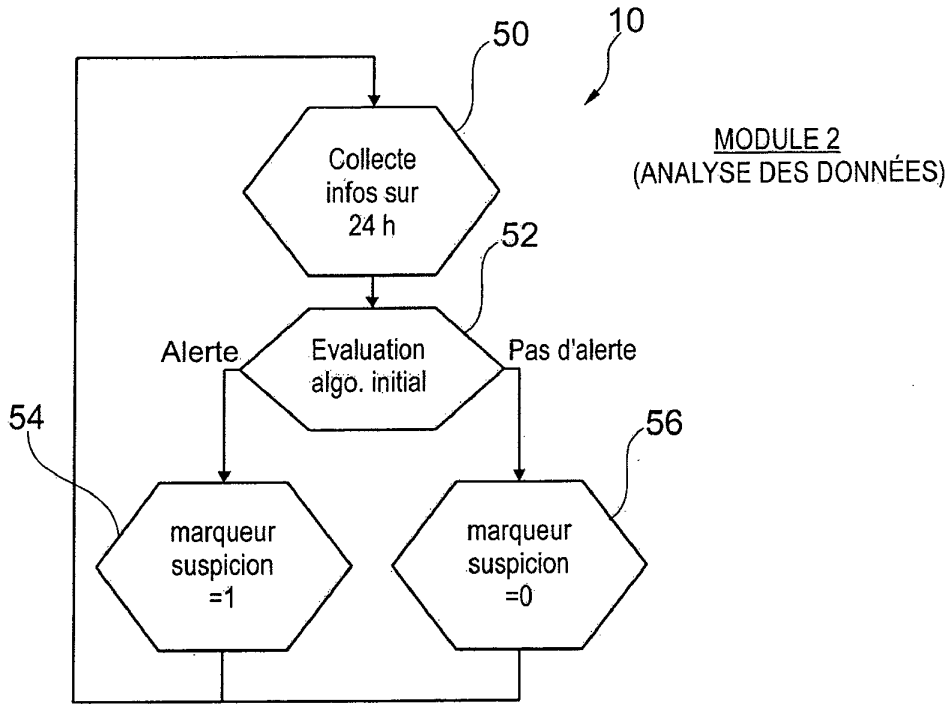 50
10
MODULE 2
(ANALYSE DES DONNÉES)
Collecte
infos sur
24 h
52
Alerte
Evaluation
algo. initial
Pas d'alerte
54
56
marqueur
suspicion
=1
marqueur
suspicion
=0